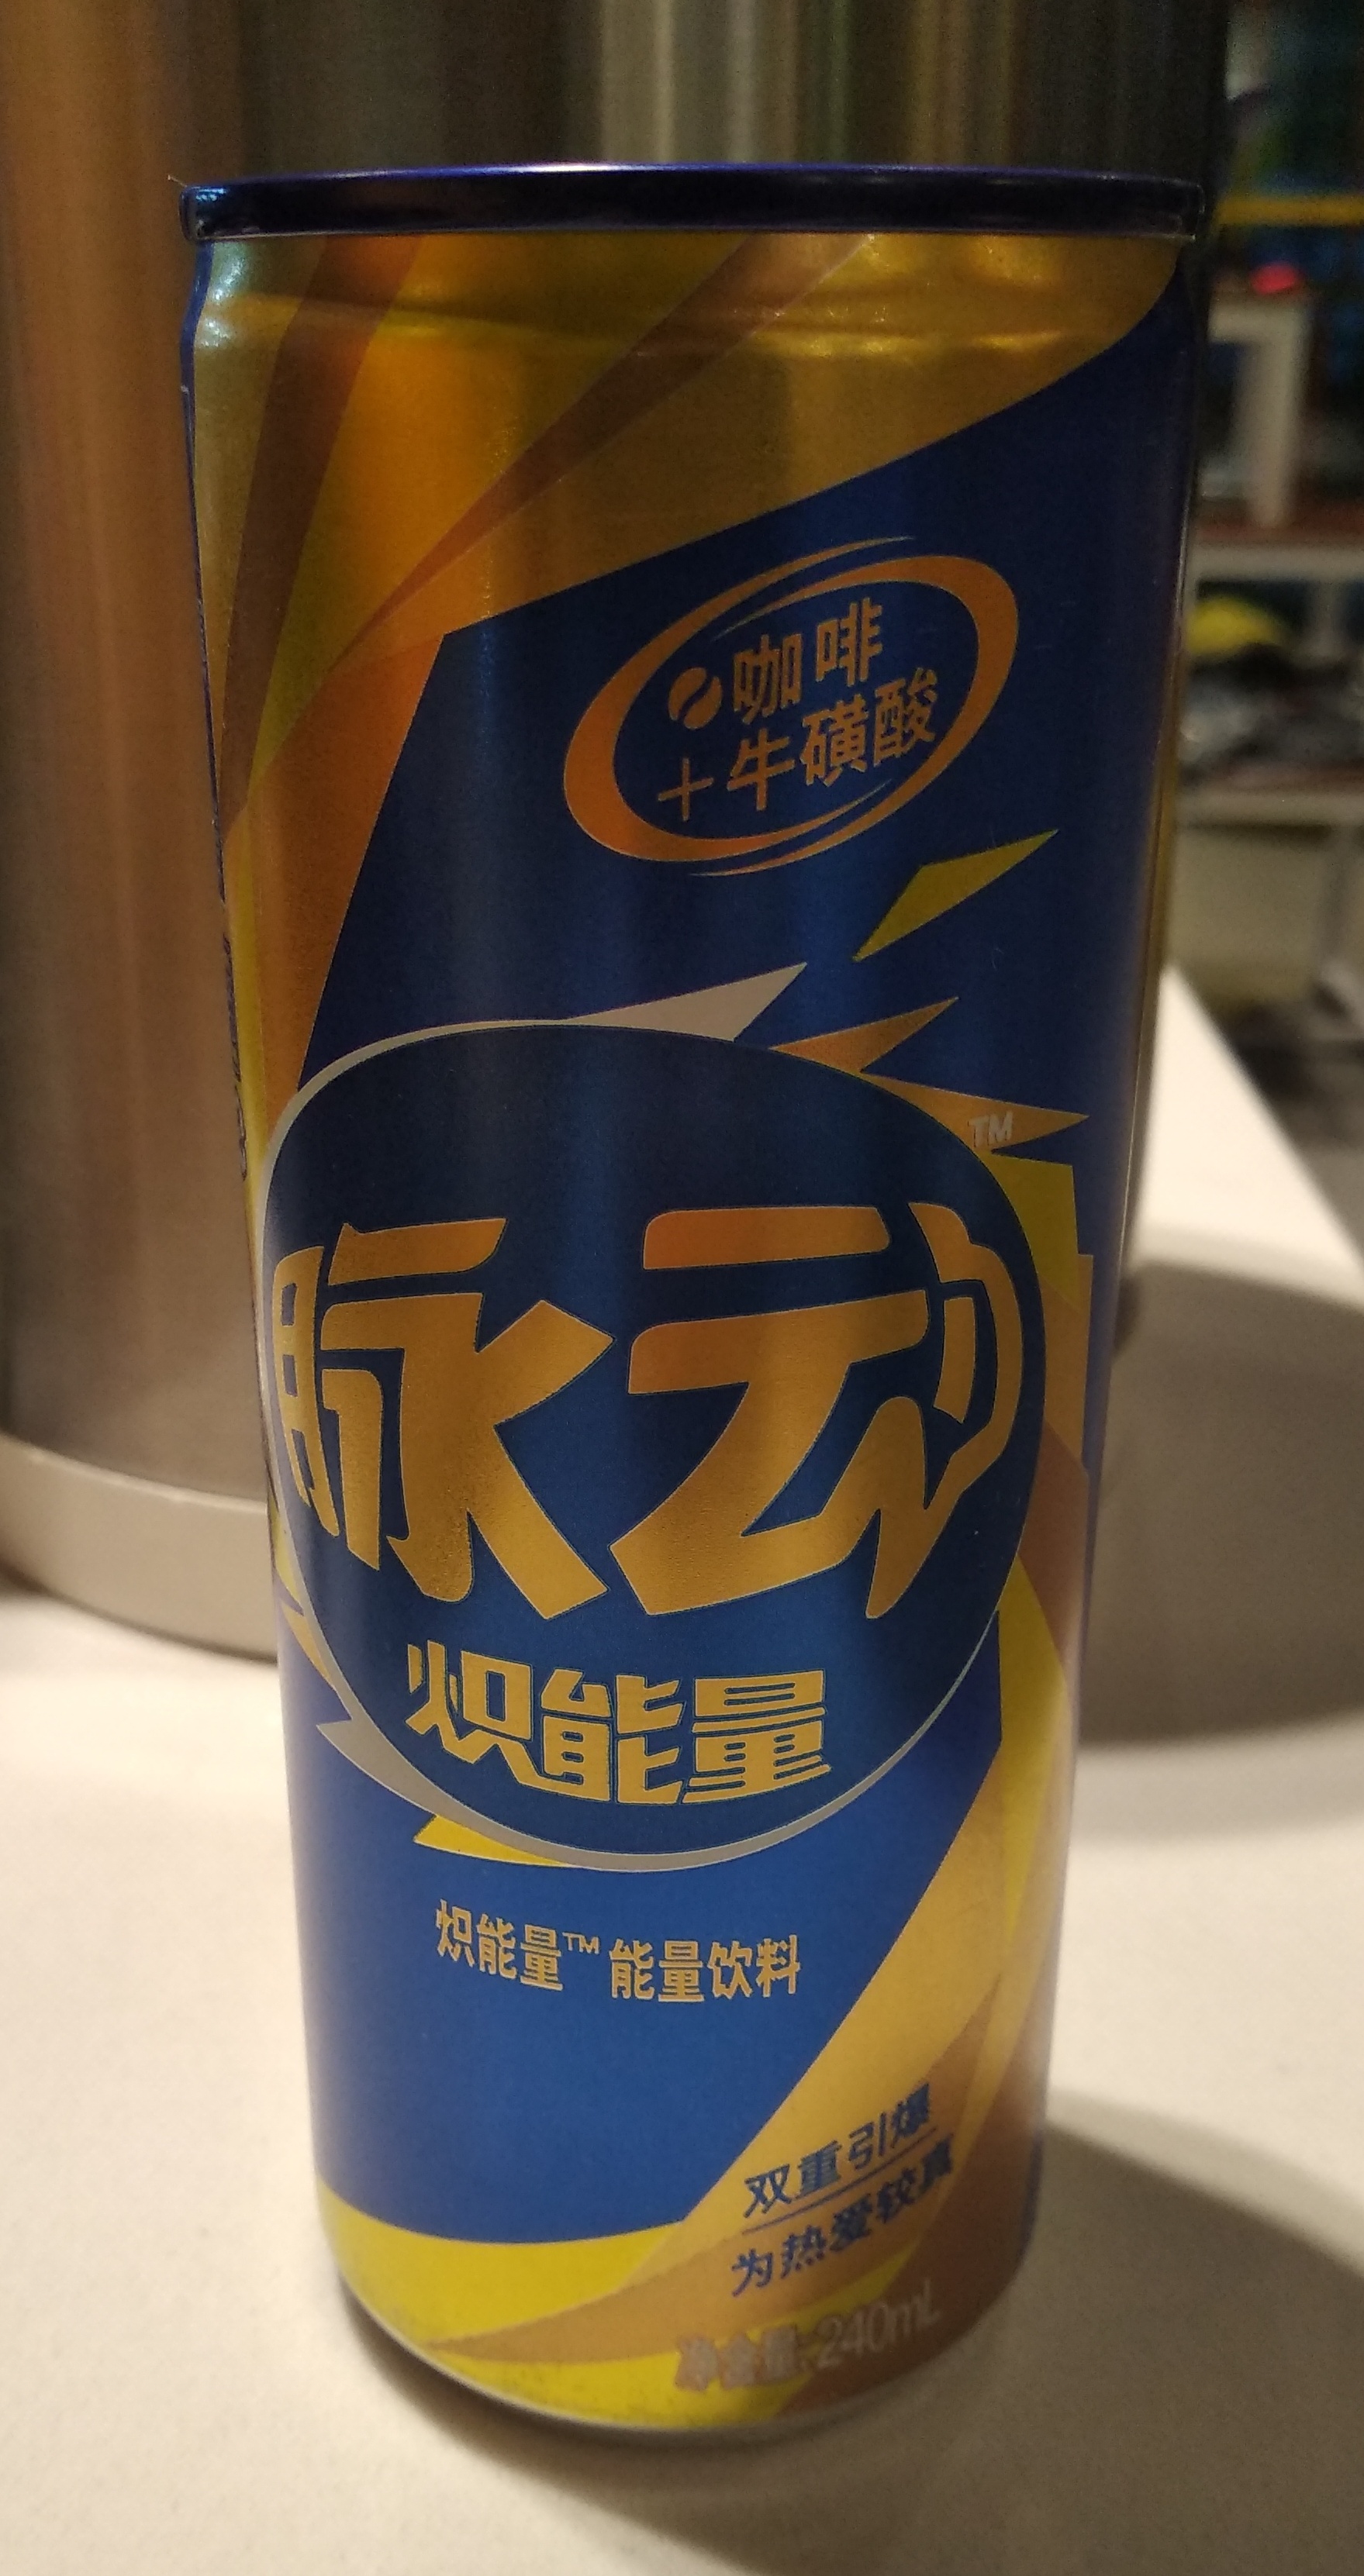 咖啡
+牛磺酸
TM
脉动
炽能量
炽能量™能量饮料
双重引爆
为热爱较真
净含量:240mL